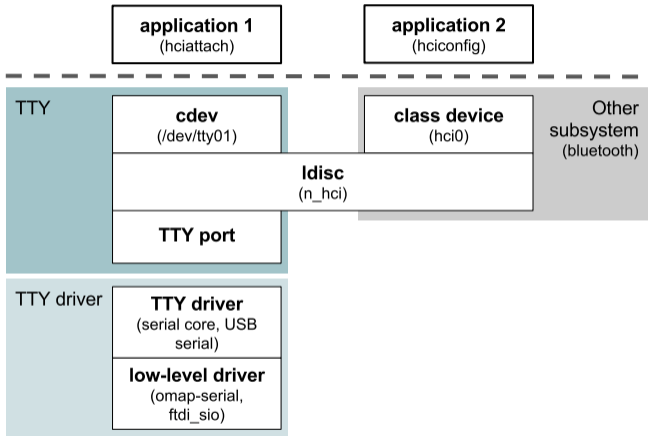 application 1
(hciattach)
application 2
(hciconfig)
TTY
cdev
(/dev/tty01)
class device
(hci0)
Other
subsystem
(bluetooth)
ldisc
(n_hci)
TTY port
TTY driver
TTY driver
(serial core, USB
serial)
low-level driver
(omap-serial,
ftdi_sio)